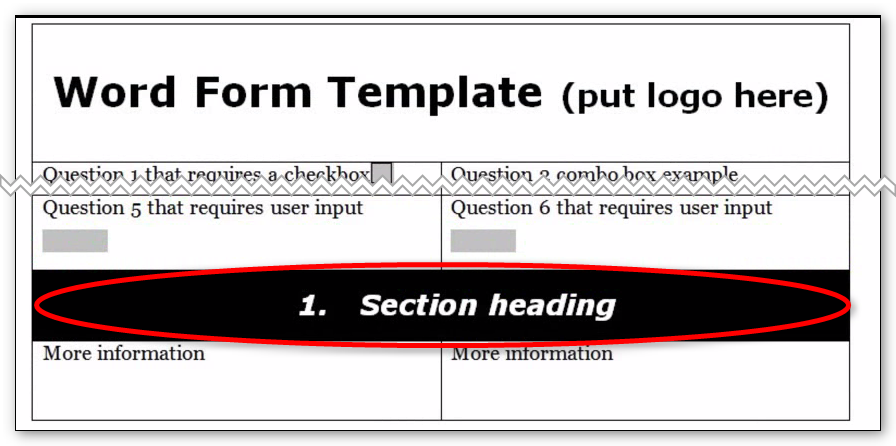 Word Form Template (put logo here)
Question 1 that requires a checkbox
Question 2 combo box example
Question 5 that requires user input
Question 6 that requires user input
1. Section heading
More information
More information